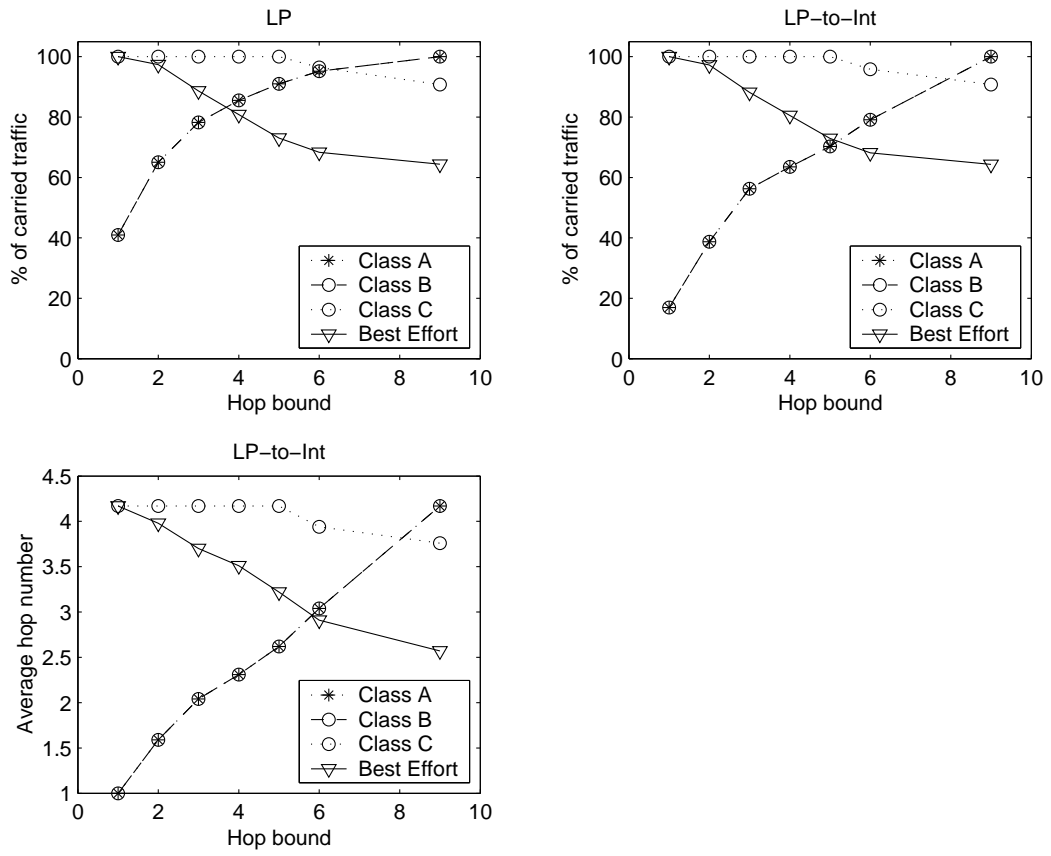 LP
% of carried traffic
100
80
60
40
20
0
0 2 4 6 8 10
Hop bound
Class A
Class B
Class C
Best Effort
LP−to−Int
% of carried traffic
100
80
60
40
20
0
0 2 4 6 8 10
Hop bound
Class A
Class B
Class C
Best Effort
LP−to−Int
Average hop number
4.5
4
3.5
3
2.5
2
1.5
1
0 2 4 6 8 10
Hop bound
Class A
Class B
Class C
Best Effort